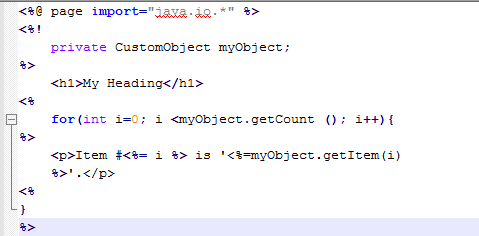 <%@ page import="java.io.*" %>
<%!
private CustomObject myObject;
%>
<h1>My Heading</h1>
<%
for(int i=0; i <myObject.getCount (); i++){
%>
<p>Item #<%= i %> is '<%=myObject.getItem(i)
%>'.</p>
<%
}
%>